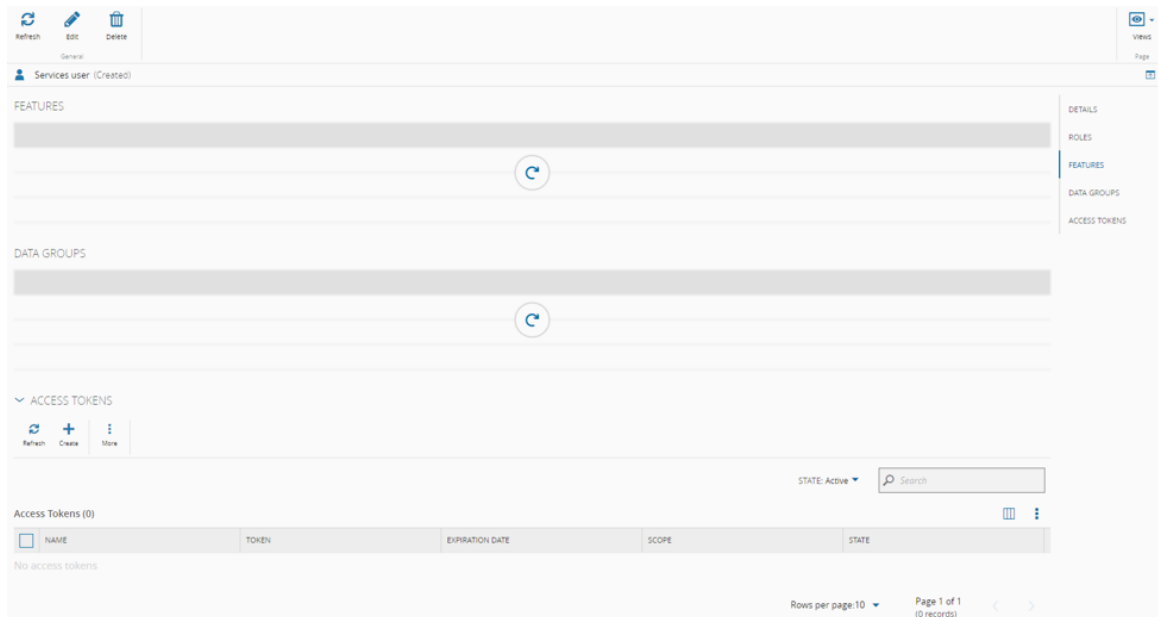 Refresh Edit Delete
General
Views
Page
Services user (Created)
FEATURES
DATA GROUPS
ACCESS TOKENS
Refresh Create More
STATE: Active Search
Access Tokens (0)
NAME TOKEN EXPIRATION DATE SCOPE STATE
No access tokens
Rows per page:10 Page 1 of 1
(0 records)
DETAILS
ROLES
FEATURES
DATA GROUPS
ACCESS TOKENS